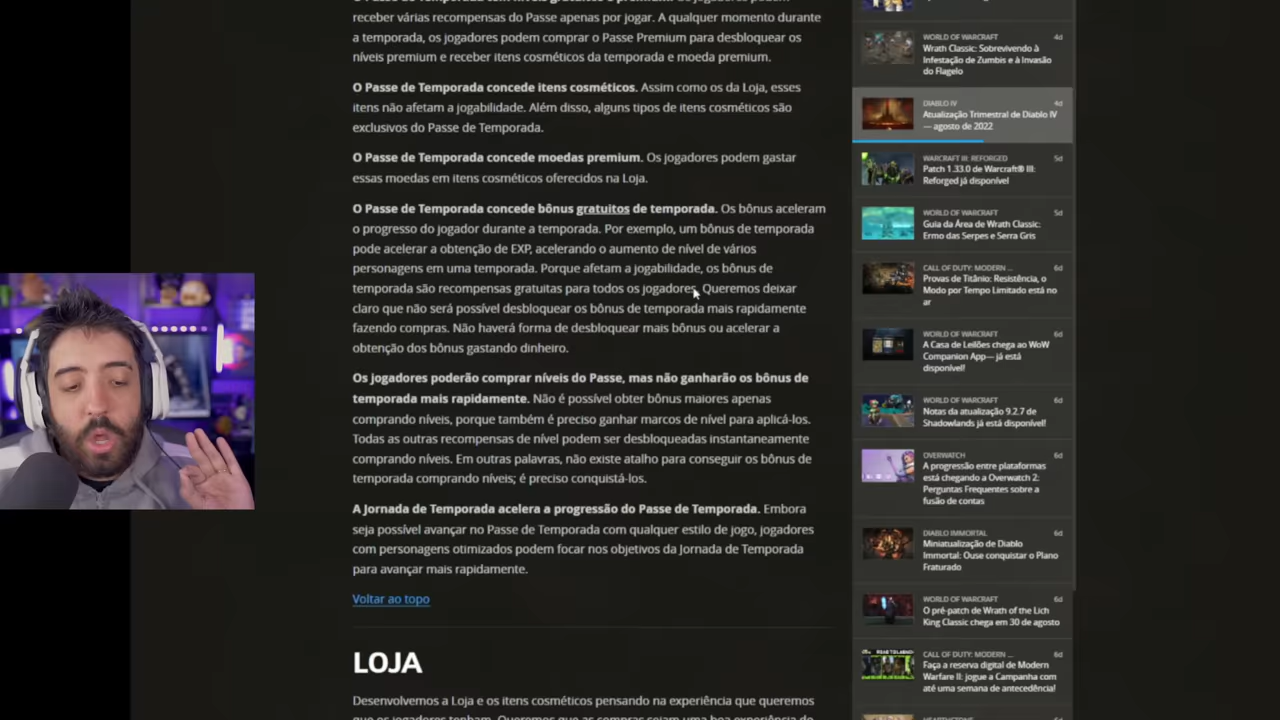 receber várias recompensas do Passe apenas por jogar. A qualquer momento durante
a temporada, os jogadores podem comprar o Passe Premium para desbloquear os
níveis premium e receber itens cosméticos da temporada e moeda premium.
O Passe de Temporada concede itens cosméticos. Assim como os da Loja, esses
itens não afetam a jogabilidade. Além disso, alguns tipos de itens cosméticos são
exclusivos do Passe de Temporada.
O Passe de Temporada concede moedas premium. Os jogadores podem gastar
essas moedas em itens cosméticos oferecidos na Loja.
O Passe de Temporada concede bônus gratuitos de temporada. Os bônus aceleram
o progresso do jogador durante a temporada. Por exemplo, um bônus de temporada
pode acelerar a obtenção de EXP, acelerando o aumento de nível de vários
personagens em uma temporada. Porque afetam a jogabilidade, os bônus de
temporada são recompensas gratuitas para todos os jogadores. Queremos deixar
claro que não será possível desbloquear os bônus de temporada mais rapidamente
fazendo compras. Não haverá forma de desbloquear mais bônus ou acelerar a
obtenção dos bônus gastando dinheiro.
Os jogadores poderão comprar níveis do Passe, mas não ganharão os bônus de
temporada mais rapidamente. Não é possível obter bônus maiores apenas
comprando níveis, porque também é preciso ganhar marcos de nível para aplicá-los.
Todas as outras recompensas de nível podem ser desbloqueadas instantaneamente
comprando níveis. Em outras palavras, não existe atalho para conseguir os bônus de
temporada comprando níveis; é preciso conquistá-los.
A Jornada de Temporada acelera a progressão do Passe de Temporada. Embora
seja possível avançar no Passe de Temporada com qualquer estilo de jogo, jogadores
com personagens otimizados podem focar nos objetivos da Jornada de Temporada
para avançar mais rapidamente.
Voltar ao topo
LOJA
Desenvolvemos a Loja e os itens cosméticos pensando na experiência que queremos
WORLD OF WARCRAFT 4d
Wrath Classic: Sobrevivendo à
Infestação de Zumbis e à Invasão
do Flagelo
DIABLO IV 4d
Atualização Trimestral de Diablo IV
— agosto de 2022
WARCRAFT III: REFORGED 5d
Patch 1.33.0 de Warcraft® III:
Reforged já disponível
WORLD OF WARCRAFT 5d
Guia da Área de Wrath Classic:
Ermo das Serpes e Serra Gris
CALL OF DUTY: MODERN ... 6d
Provas de Titânio: Resistência, o
Modo por Tempo Limitado está no
ar
WORLD OF WARCRAFT 6d
A Casa de Leilões chega ao WoW
Companion App— já está
disponível!
WORLD OF WARCRAFT 6d
Notas da atualização 9.2.7 de
Shadowlands já está disponível!
OVERWATCH 6d
A progressão entre plataformas
está chegando a Overwatch 2:
Perguntas Frequentes sobre a
fusão de contas
DIABLO IMMORTAL 6d
Miniatualização de Diablo
Immortal: Ouse conquistar o Plano
Fraturado
WORLD OF WARCRAFT 6d
O pré-patch de Wrath of the Lich
King Classic chega em 30 de agosto
CALL OF DUTY: MODERN ... 6d
Faça a reserva digital de Modern
Warfare II: jogue a Campanha com
até uma semana de antecedência!